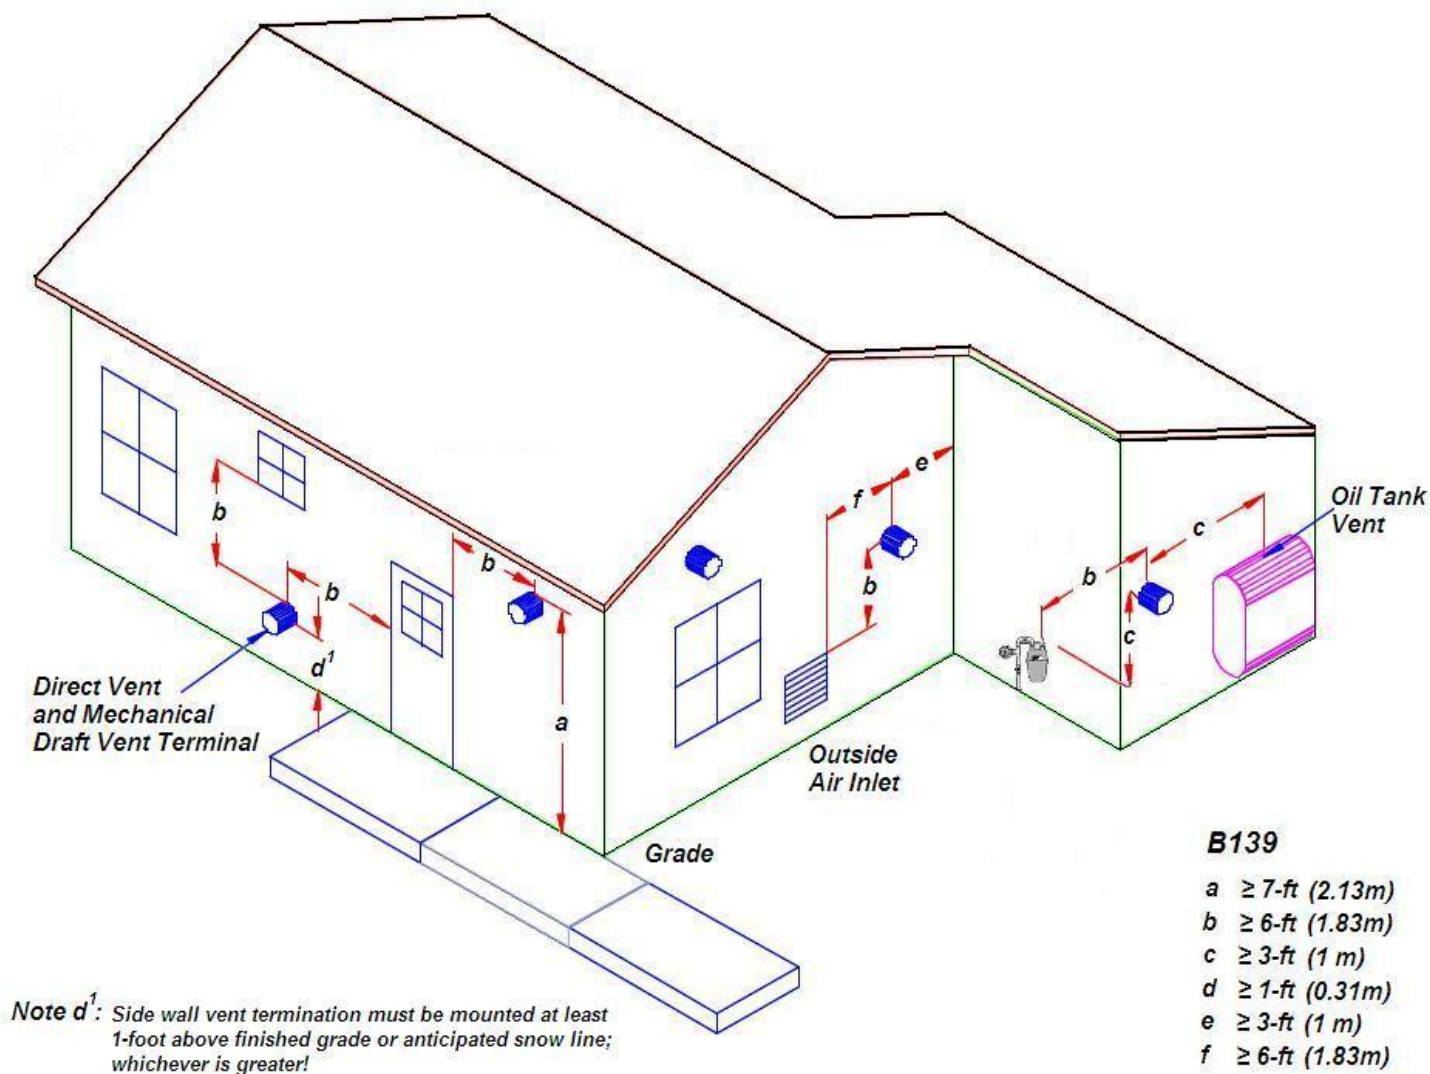 e
f
Oil Tank
Vent
c
b
b
b
b
b
c
d¹
Direct Vent
and Mechanical
Draft Vent Terminal
a
Outside
Air Inlet
Grade
B139
a ≥ 7-ft (2.13m)
b ≥ 6-ft (1.83m)
c ≥ 3-ft (1 m)
d ≥ 1-ft (0.31m)
e ≥ 3-ft (1 m)
f ≥ 6-ft (1.83m)
Note d¹: Side wall vent termination must be mounted at least
1-foot above finished grade or anticipated snow line;
whichever is greater!